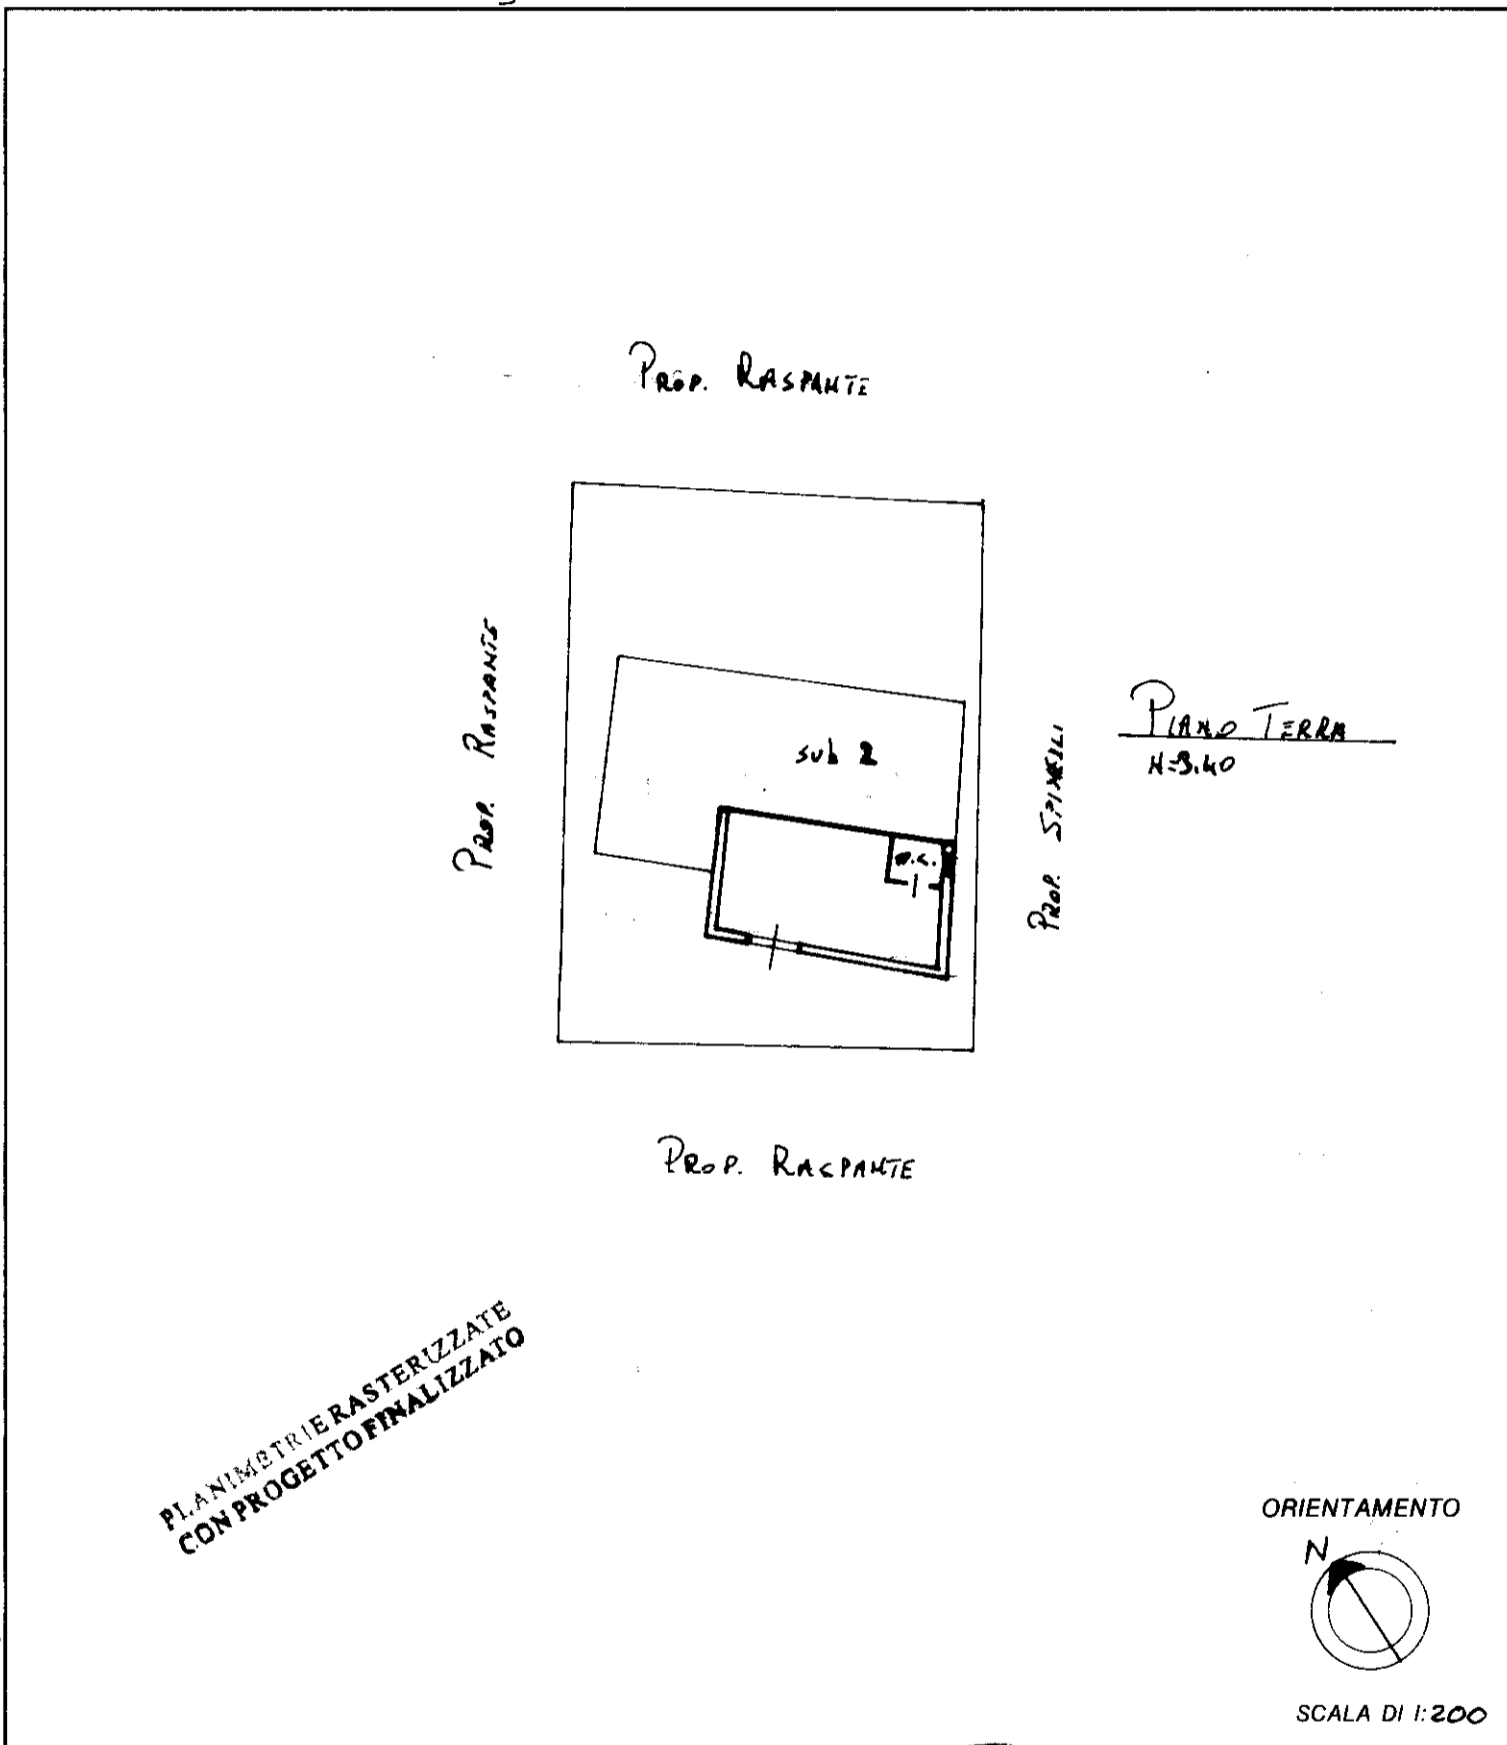 PROP. RASPANTE
PROP. RASPANTE
sub 2
W.C.
PROP. SPINELLI
PIANO TERRA
H=3.40
PROP. RASPANTE
PLANIMETRIE RASTERIZZATE
CON PROGETTO FINALIZZATO
ORIENTAMENTO
N
SCALA DI 1:200